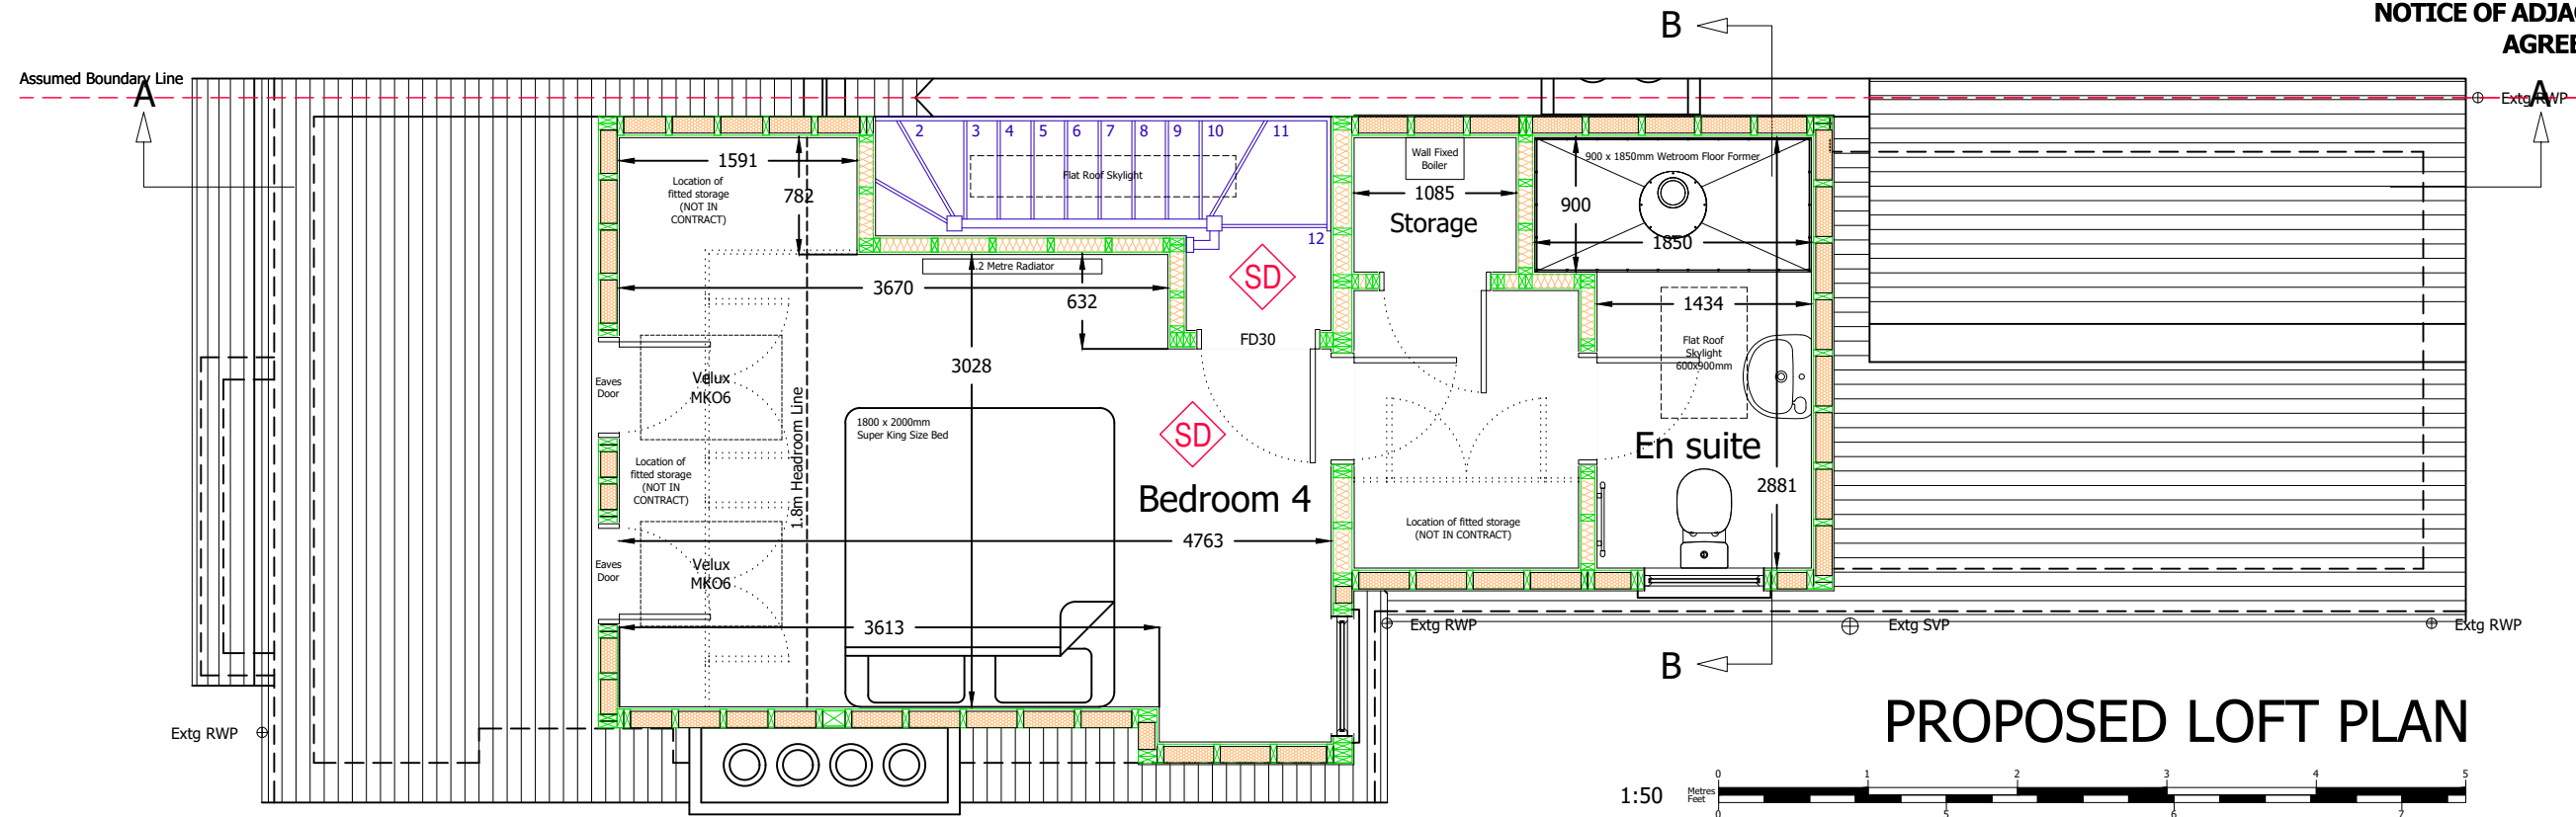 B
NOTICE OF ADJA
AGREE
Assumed Boundary Line
A
A
Extg RWP
2
3
4
5
6
7
8
9
10
11
12
1591
782
Location of
fitted storage
(NOT IN
CONTRACT)
Flat Roof Skylight
Wall Fixed
Boiler
1085
Storage
900 x 1850mm Wetroom Floor Former
900
1850
.2 Metre Radiator
3670
632
SD
FD30
1434
Flat Roof
Skylight
600x900mm
3028
Eaves
Door
Velux
MKO6
1.8m Headroom Line
1800 x 2000mm
Super King Size Bed
SD
En suite
Location of
fitted storage
(NOT IN
CONTRACT)
Bedroom 4
2881
4763
Location of fitted storage
(NOT IN CONTRACT)
Eaves
Door
Velux
MKO6
3613
Extg RWP
Extg SVP
Extg RWP
B
Extg RWP
PROPOSED LOFT PLAN
1:50
Metres
Feet
0
1
2
3
4
5
0
5
6
7